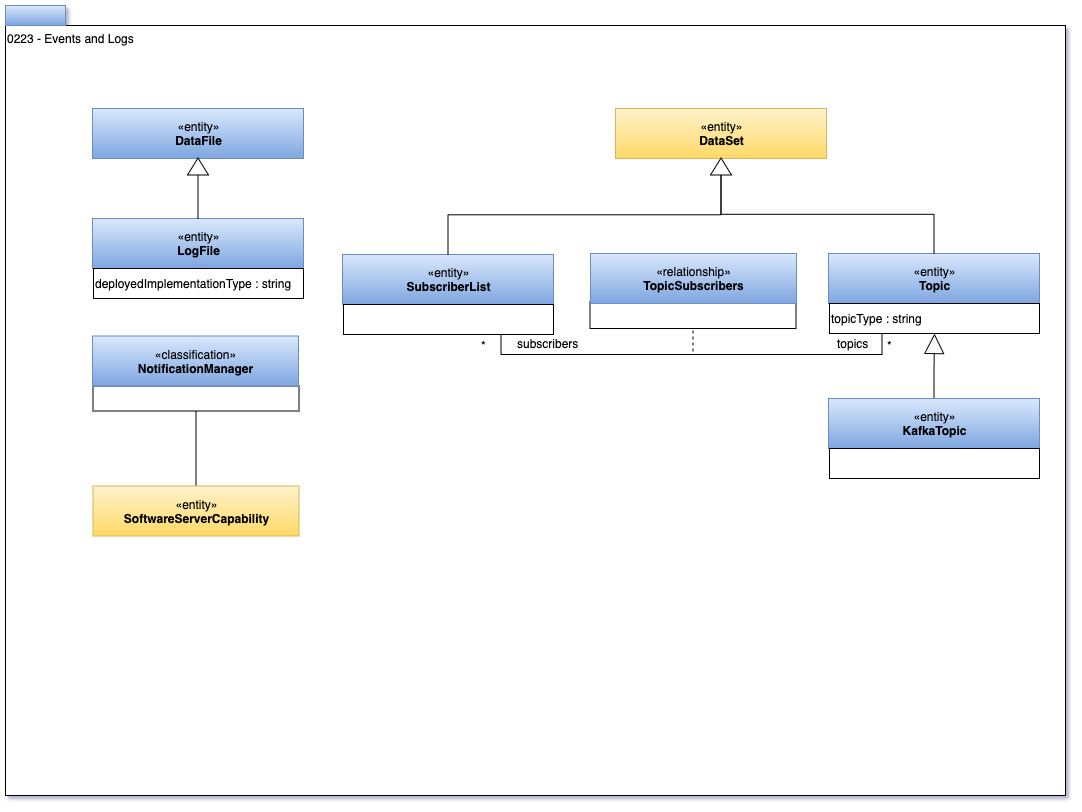 0223 - Events and Logs
«entity»
DataFile
«entity»
DataSet
«entity»
LogFile
deployedImplementationType : string
«entity»
SubscriberList
«relationship»
TopicSubscribers
«entity»
Topic
topicType : string
* subscribers
topics *
«classification»
NotificationManager
«entity»
KafkaTopic
«entity»
SoftwareServerCapability